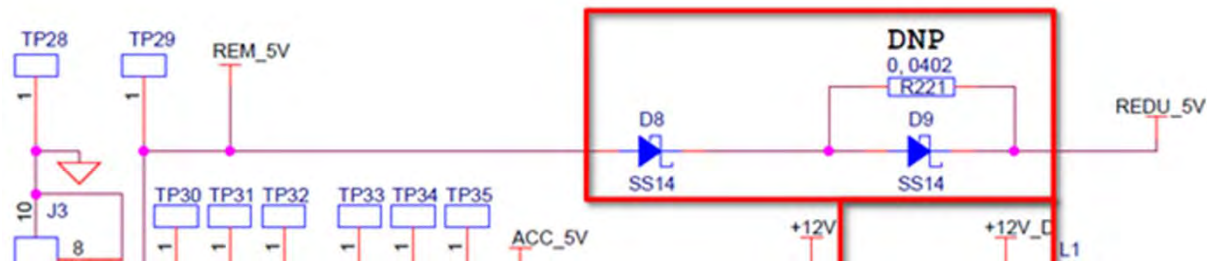 DNP
TP28
TP29
REM_5V
0, 0402
R221
1
1
D8
D9
REDU_5V
SS14
SS14
10
J3
8
TP30
TP31
TP32
TP33
TP34
TP35
1
1
1
1
1
1
ACC_5V
+12V
+12V_D
L1